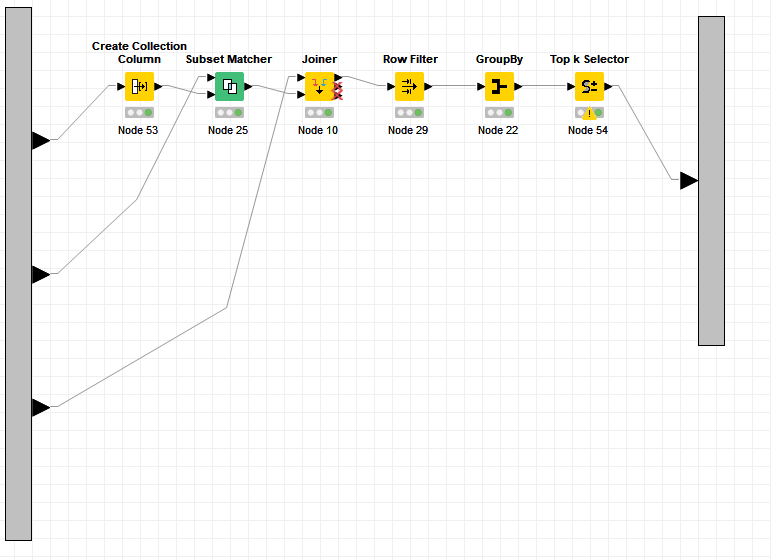 Create Collection
Column
Subset Matcher
Joiner
Row Filter
GroupBy
Top k Selector
Node 53
Node 25
Node 10
Node 29
Node 22
Node 54